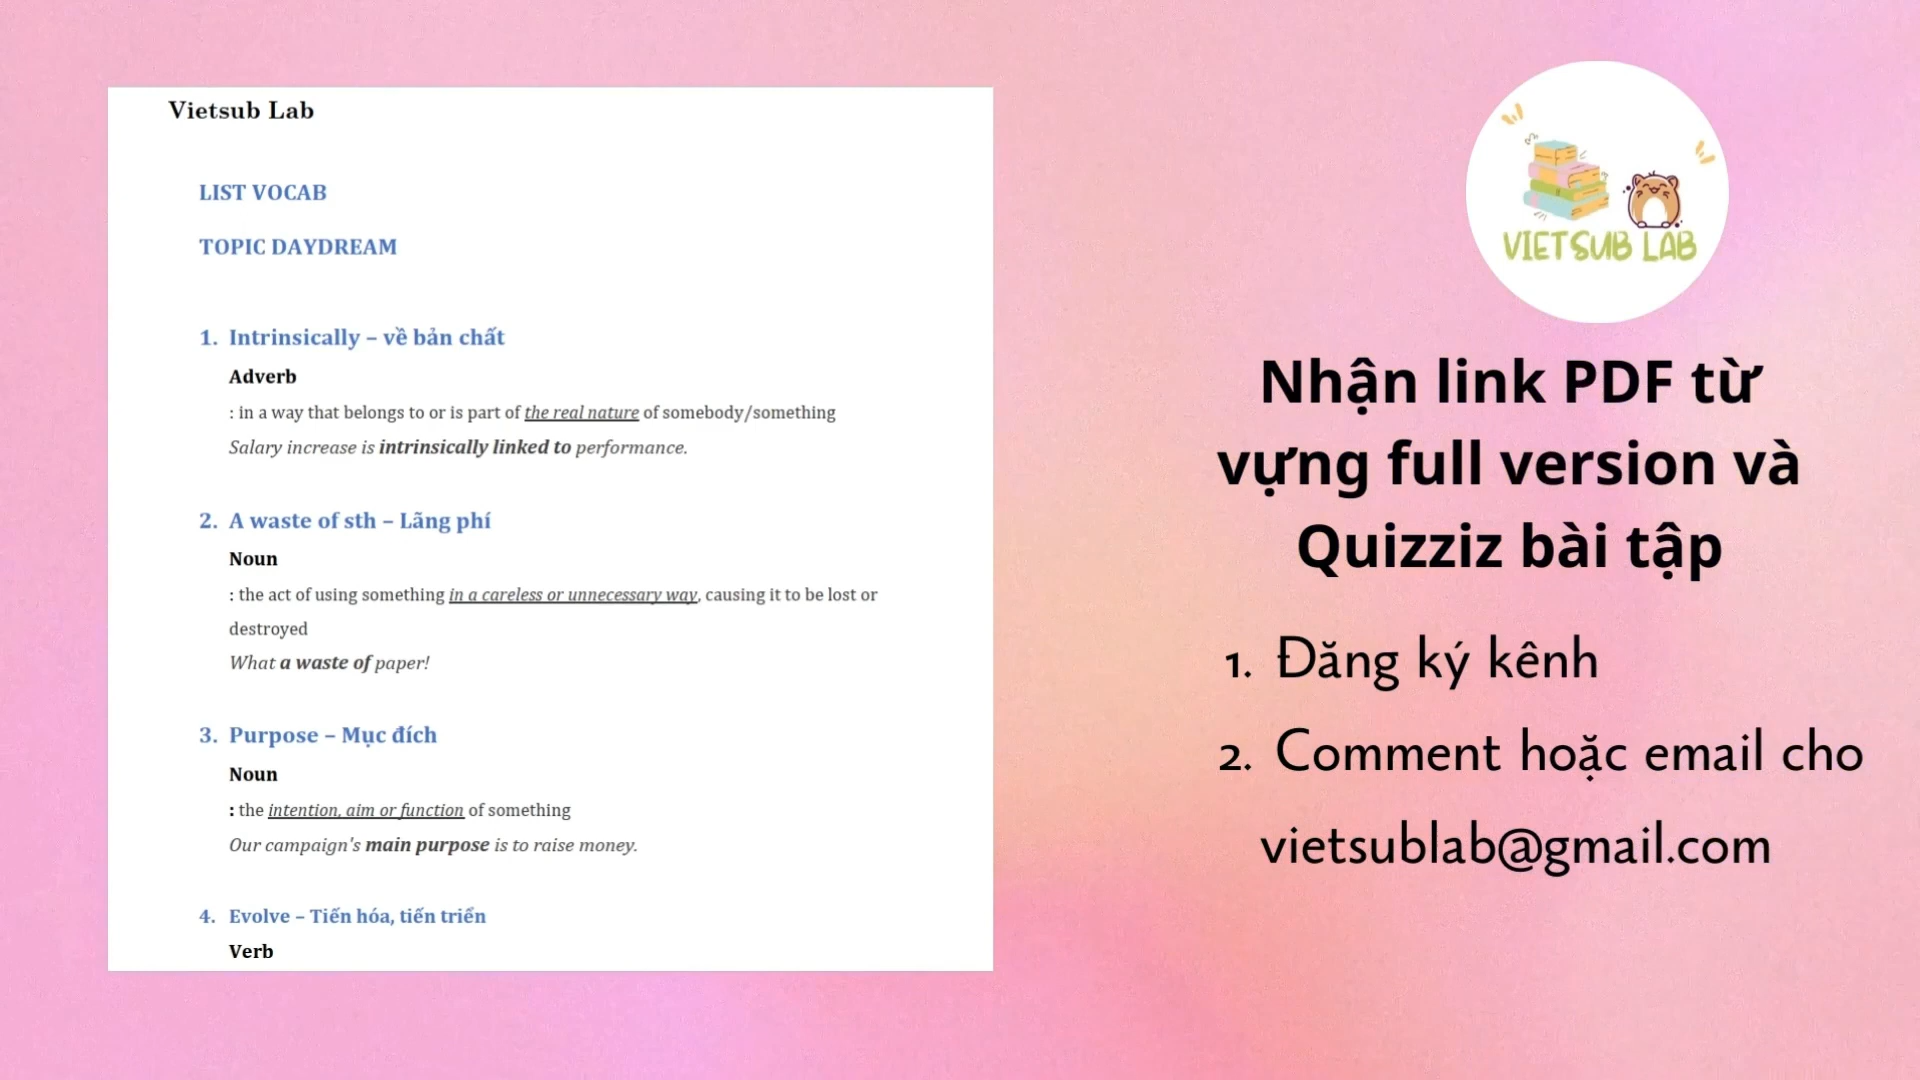 Vietsub Lab
LIST VOCAB
TOPIC DAYDREAM
1. Intrinsically – về bản chất
Adverb
: in a way that belongs to or is part of the real nature of somebody/something
Salary increase is intrinsically linked to performance.
2. A waste of sth – Lãng phí
Noun
: the act of using something in a careless or unnecessary way, causing it to be lost or
destroyed
What a waste of paper!
3. Purpose – Mục đích
Noun
: the intention, aim or function of something
Our campaign's main purpose is to raise money.
4. Evolve – Tiến hóa, tiến triển
Verb
VIETSUB LAB
Nhận link PDF từ
vựng full version và
Quizziz bài tập
1. Đăng ký kênh
2. Comment hoặc email cho
vietsublab@gmail.com